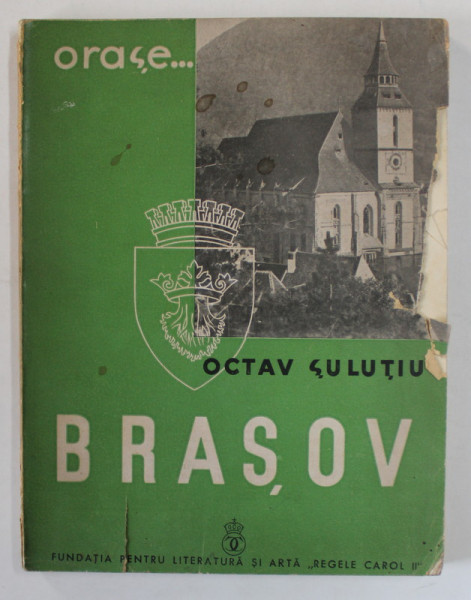 orașe...
OCTAV ȘULUȚIU
BRAȘOV
FUNDAȚIA PENTRU LITERATURĂ ȘI ARTĂ „REGELE CAROL II"